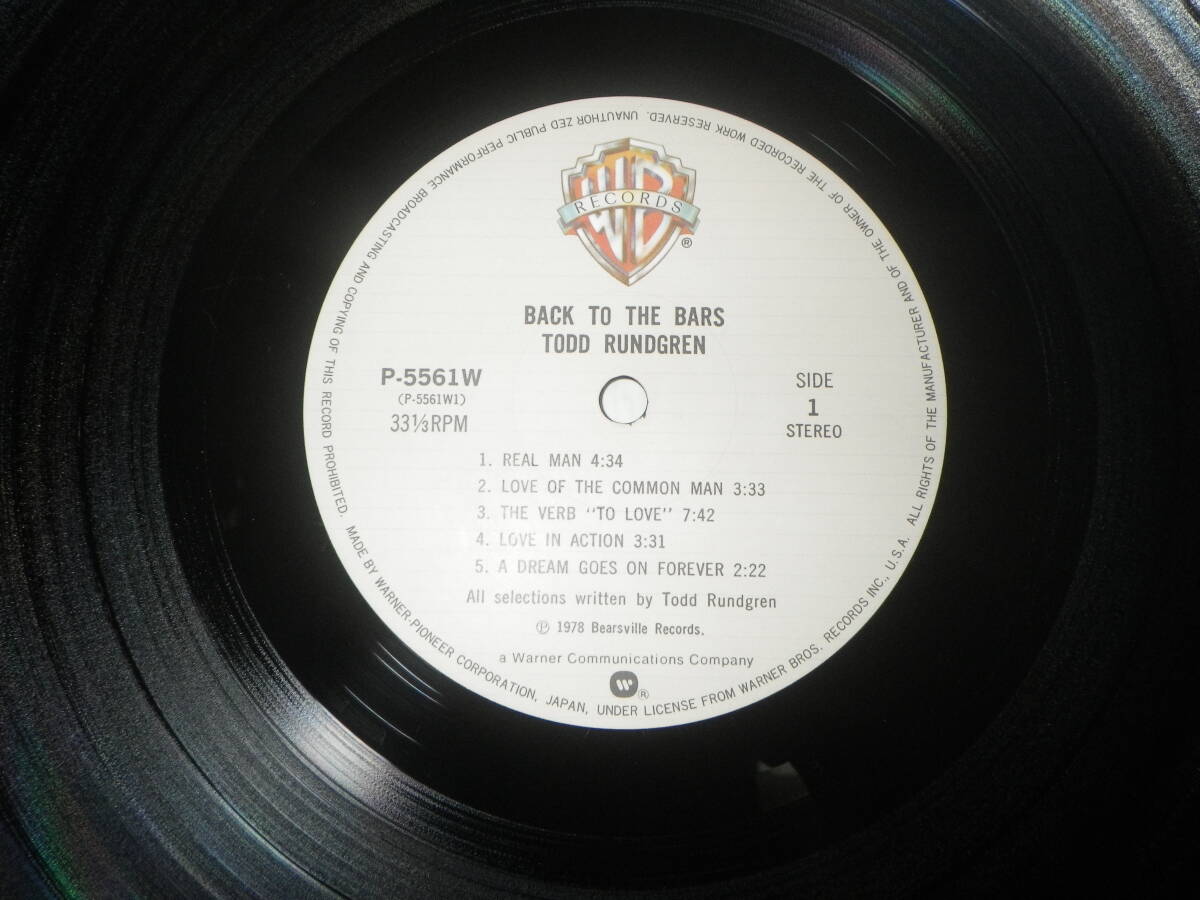 WB
RECORDS
®
BACK TO THE BARS
TODD RUNDGREN
P-5561W
(P-5561W1)
33⅓RPM
SIDE
1
STEREO
1. REAL MAN 4:34
2. LOVE OF THE COMMON MAN 3:33
3. THE VERB "TO LOVE" 7:42
4. LOVE IN ACTION 3:31
5. A DREAM GOES ON FOREVER 2:22
All selections written by Todd Rundgren
Ⓟ 1978 Bearsville Records.
a Warner Communications Company
®
MADE BY WARNER-PIONEER CORPORATION, JAPAN, UNDER LICENSE FROM WARNER BROS. RECORDS INC., U.S.A. ALL RIGHTS OF THE MANUFACTURER AND OF THE OWNER OF THE RECORDED WORK RESERVED. UNAUTHOR ZED PUBLIC PERFORMANCE BROADCASTING AND COPYING OF THIS RECORD PROHIBITED.